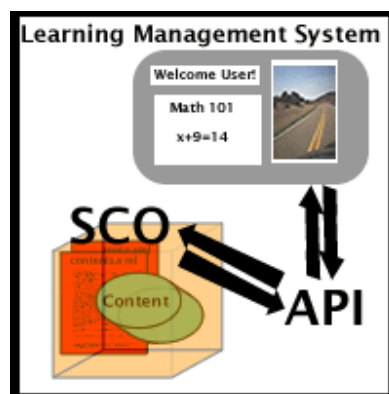 Learning Management System
Welcome User!
Math 101
x+9=14
SCO
Content
API